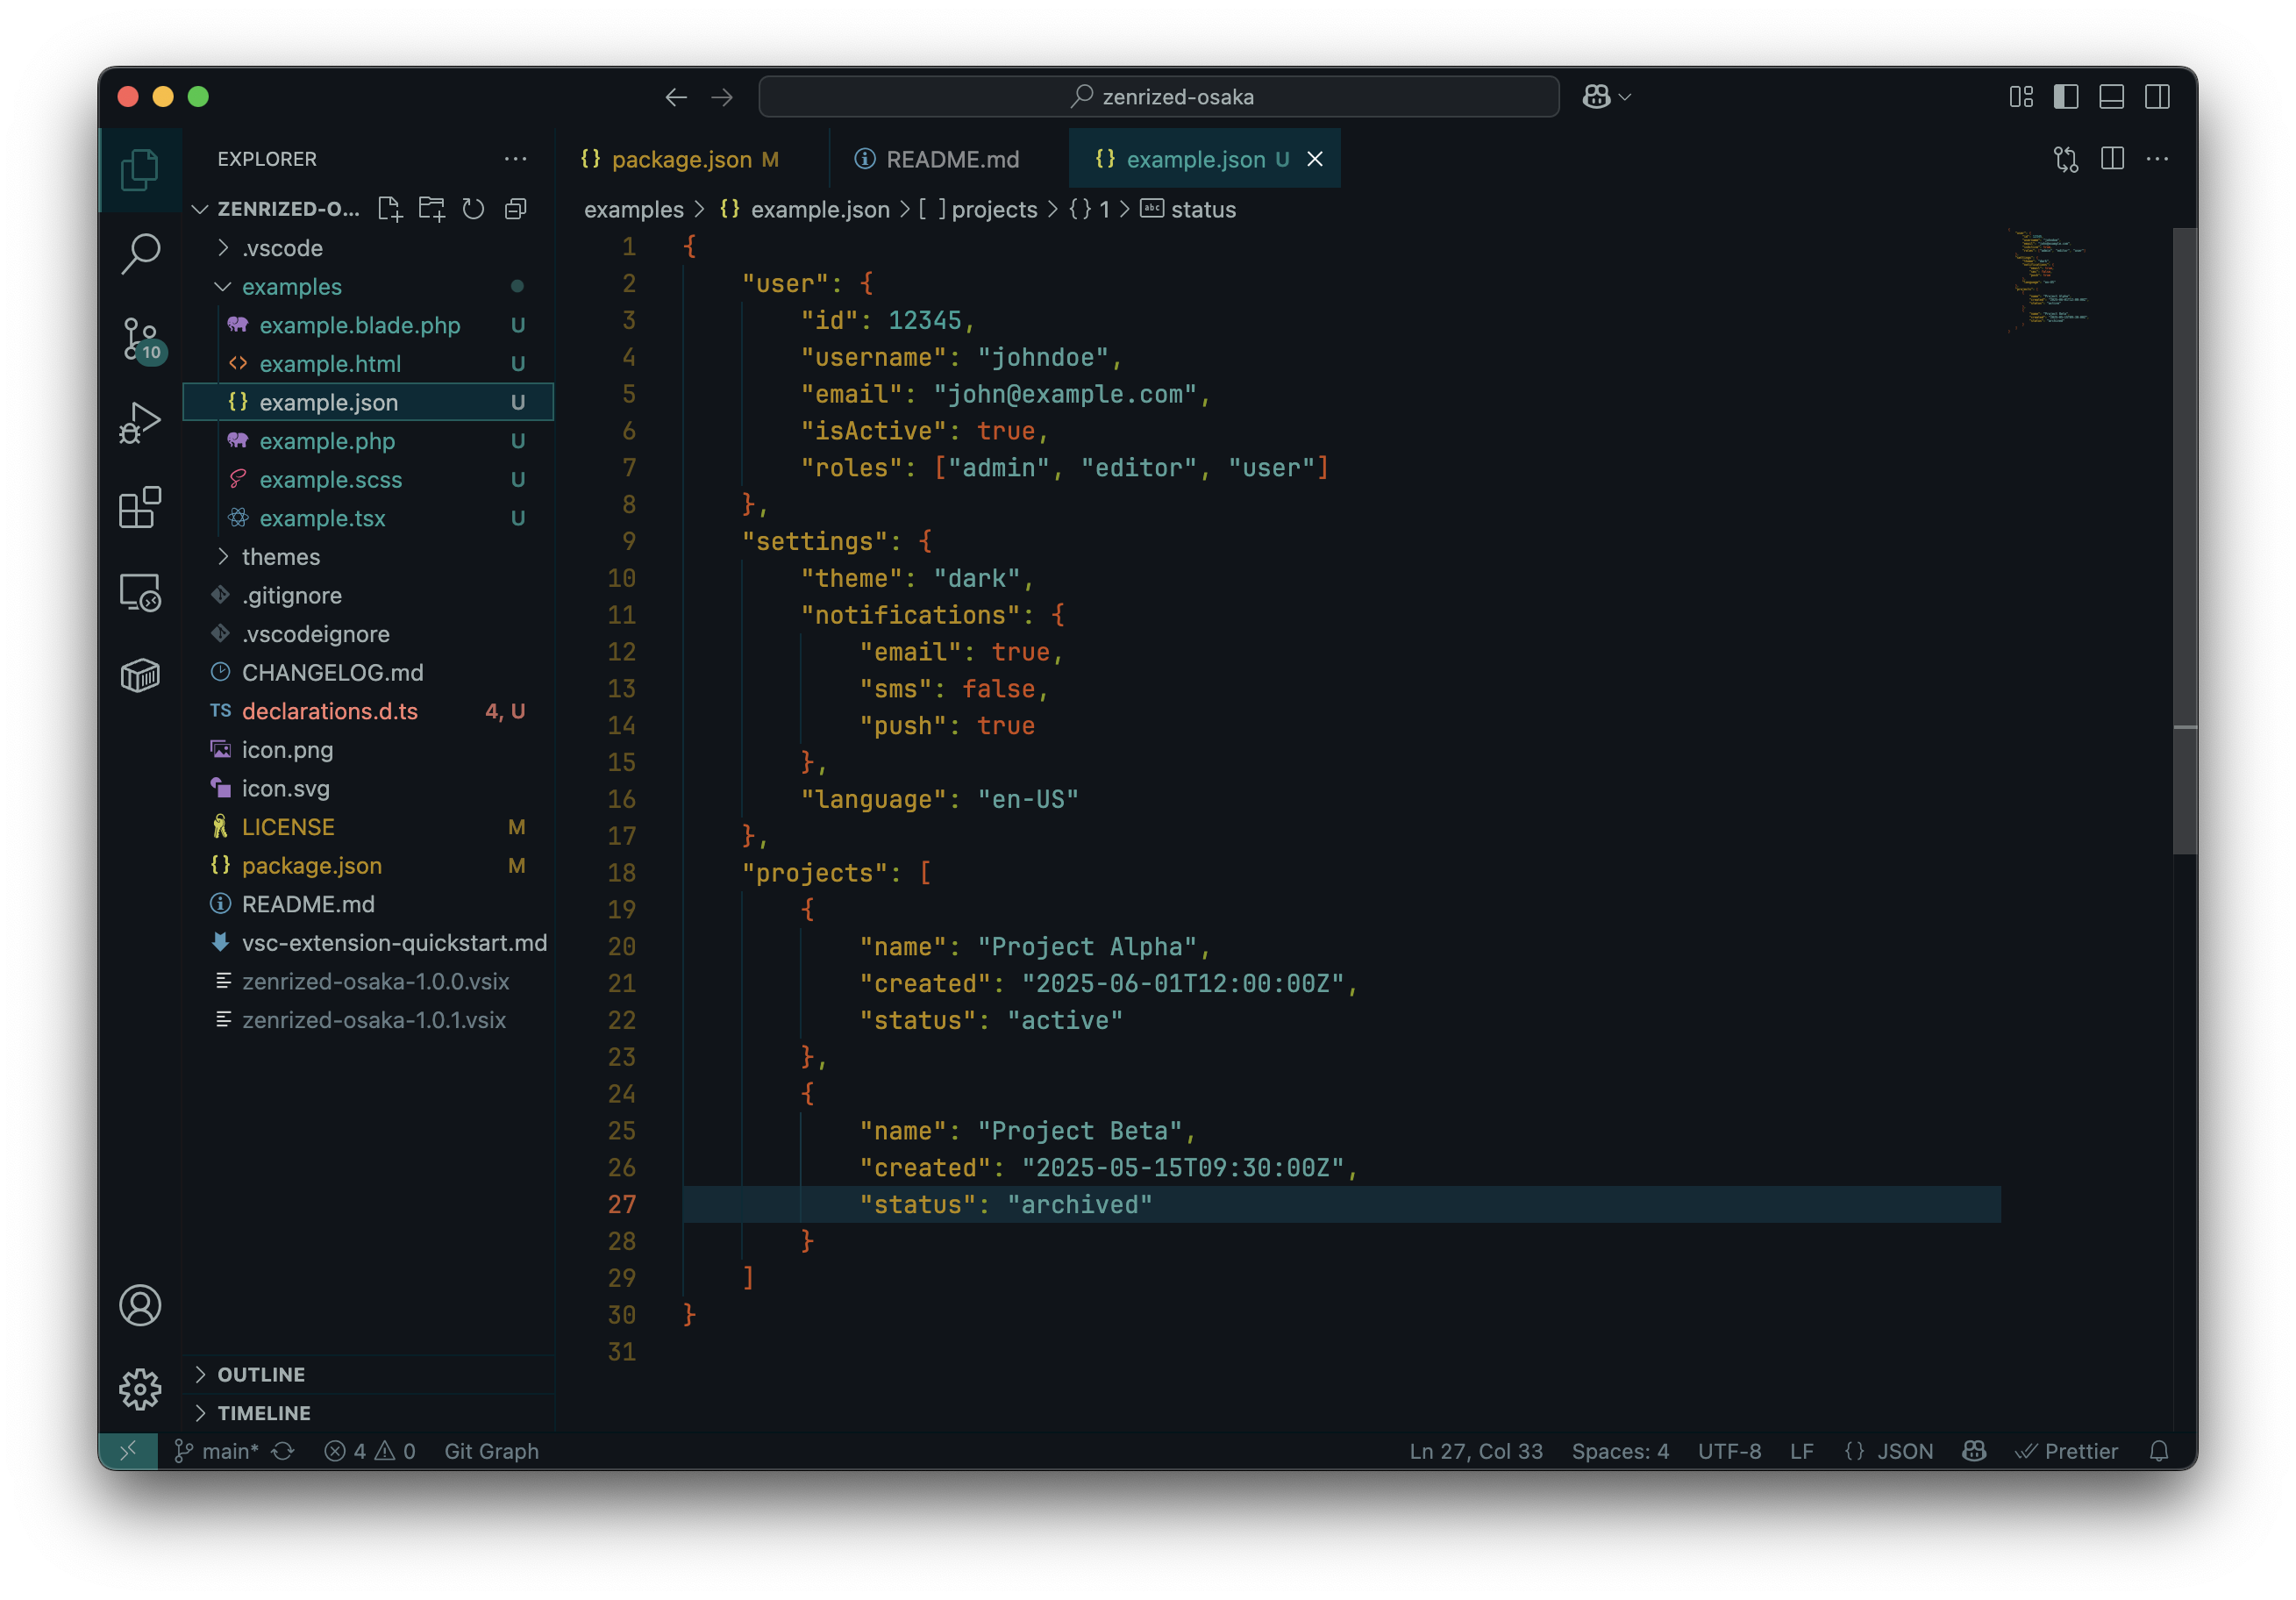 zenrized-osaka
EXPLORER
ZENRIZED-O...
.vscode
examples
example.blade.php U
example.html U
example.json U
example.php U
example.scss U
example.tsx U
themes
.gitignore
.vscodeignore
CHANGELOG.md
TS declarations.d.ts 4, U
icon.png
icon.svg
LICENSE M
{} package.json M
README.md
vsc-extension-quickstart.md
zenrized-osaka-1.0.0.vsix
zenrized-osaka-1.0.1.vsix
OUTLINE
TIMELINE
10
{} package.json M
README.md
{} example.json U
examples > {} example.json > [ ] projects > {} 1 > abc status
1 {
2     "user": {
3         "id": 12345,
4         "username": "johndoe",
5         "email": "john@example.com",
6         "isActive": true,
7         "roles": ["admin", "editor", "user"]
8     },
9     "settings": {
10         "theme": "dark",
11         "notifications": {
12             "email": true,
13             "sms": false,
14             "push": true
15         },
16         "language": "en-US"
17     },
18     "projects": [
19         {
20             "name": "Project Alpha",
21             "created": "2025-06-01T12:00:00Z",
22             "status": "active"
23         },
24         {
25             "name": "Project Beta",
26             "created": "2025-05-15T09:30:00Z",
27             "status": "archived"
28         }
29     ]
30 }
31
main* 4 0 Git Graph Ln 27, Col 33 Spaces: 4 UTF-8 LF {} JSON Prettier